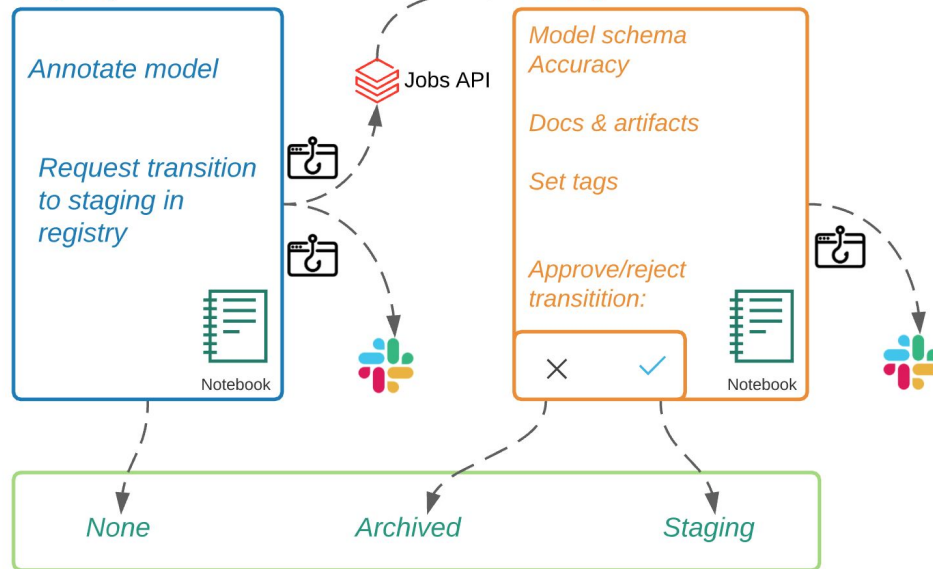 Annotate model
Request transition
to staging in
registry
Notebook
Jobs API
Model schema
Accuracy
Docs & artifacts
Set tags
Approve/reject
transitition:
Notebook
None
Archived
Staging